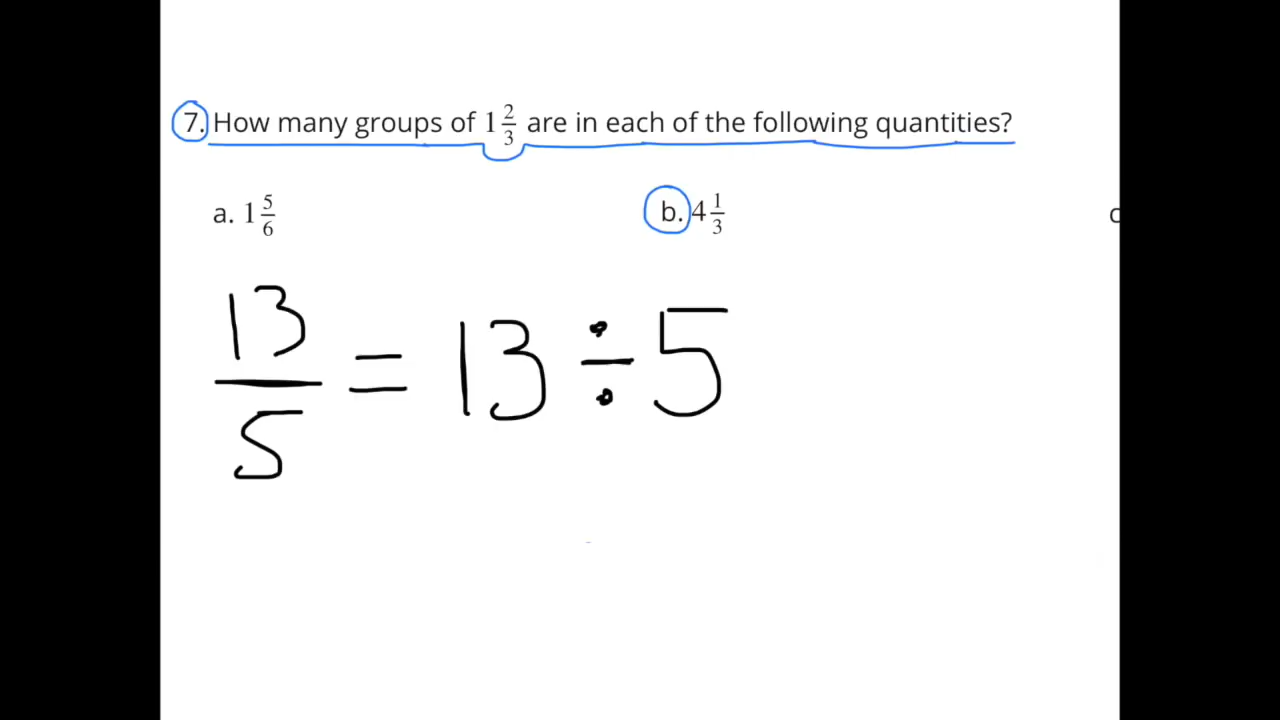 7. How many groups of 1 2/3 are in each of the following quantities?
a. 1 5/6 b. 4 1/3
13/5 = 13 ÷ 5